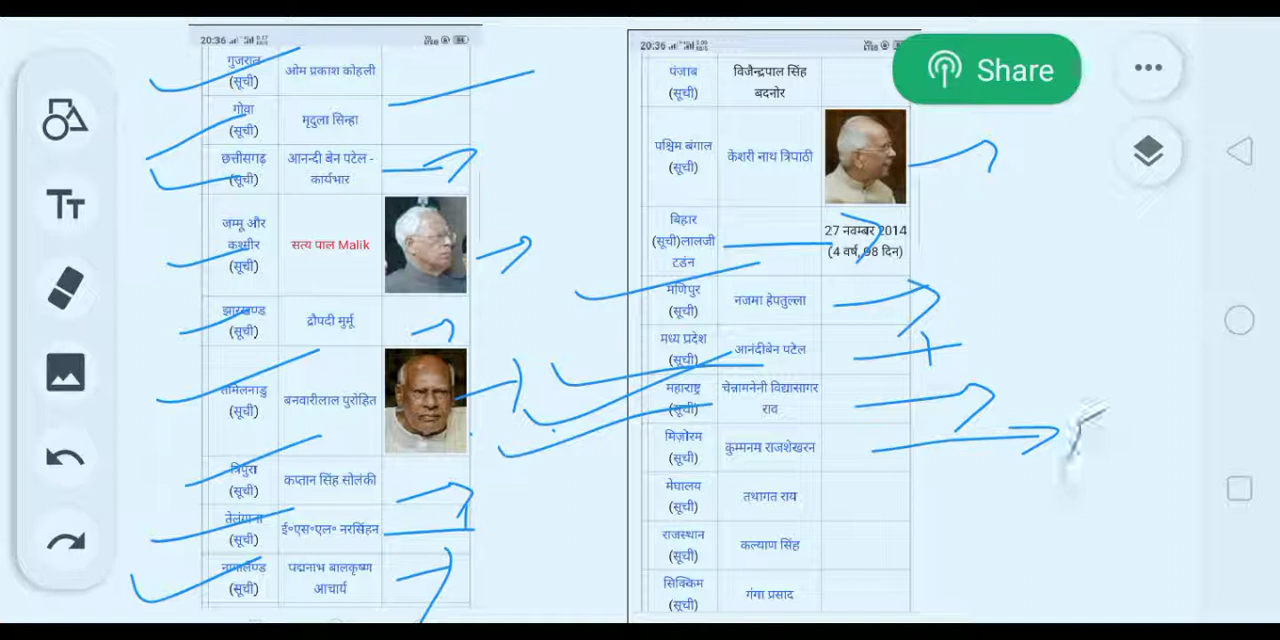 20:36
गुजरात
(सूची)
ओम प्रकाश कोहली
गोवा
(सूची)
मृदुला सिन्हा
छत्तीसगढ़
(सूची)
आनन्दी बेन पटेल -
कार्यभार
जम्मू और
कश्मीर
(सूची)
सत्य पाल Malik
झारखण्ड
(सूची)
द्रौपदी मुर्मू
तमिलनाडु
(सूची)
बनवारीलाल पुरोहित
त्रिपुरा
(सूची)
कप्तान सिंह सोलंकी
तेलंगाना
(सूची)
ई॰एस॰एल॰ नरसिंहन
नागालैण्ड
(सूची)
पद्मनाभ बालकृष्ण
आचार्य
20:36
पंजाब
(सूची)
विजेन्द्रपाल सिंह
बदनोर
पश्चिम बंगाल
(सूची)
केशरी नाथ त्रिपाठी
बिहार
(सूची)लालजी
टडंन
27 नवम्बर 2014
(4 वर्ष, 98 दिन)
मणिपुर
(सूची)
नजमा हेपतुल्ला
मध्य प्रदेश
(सूची)
आनंदीबेन पटेल
महाराष्ट्र
(सूची)
चेन्नामनेनी विद्यासागर
राव
मिज़ोरम
(सूची)
कुम्मनम राजशेखरन
मेघालय
(सूची)
तथागत राय
राजस्थान
(सूची)
कल्याण सिंह
सिक्किम
(सूची)
गंगा प्रसाद
Share
TT